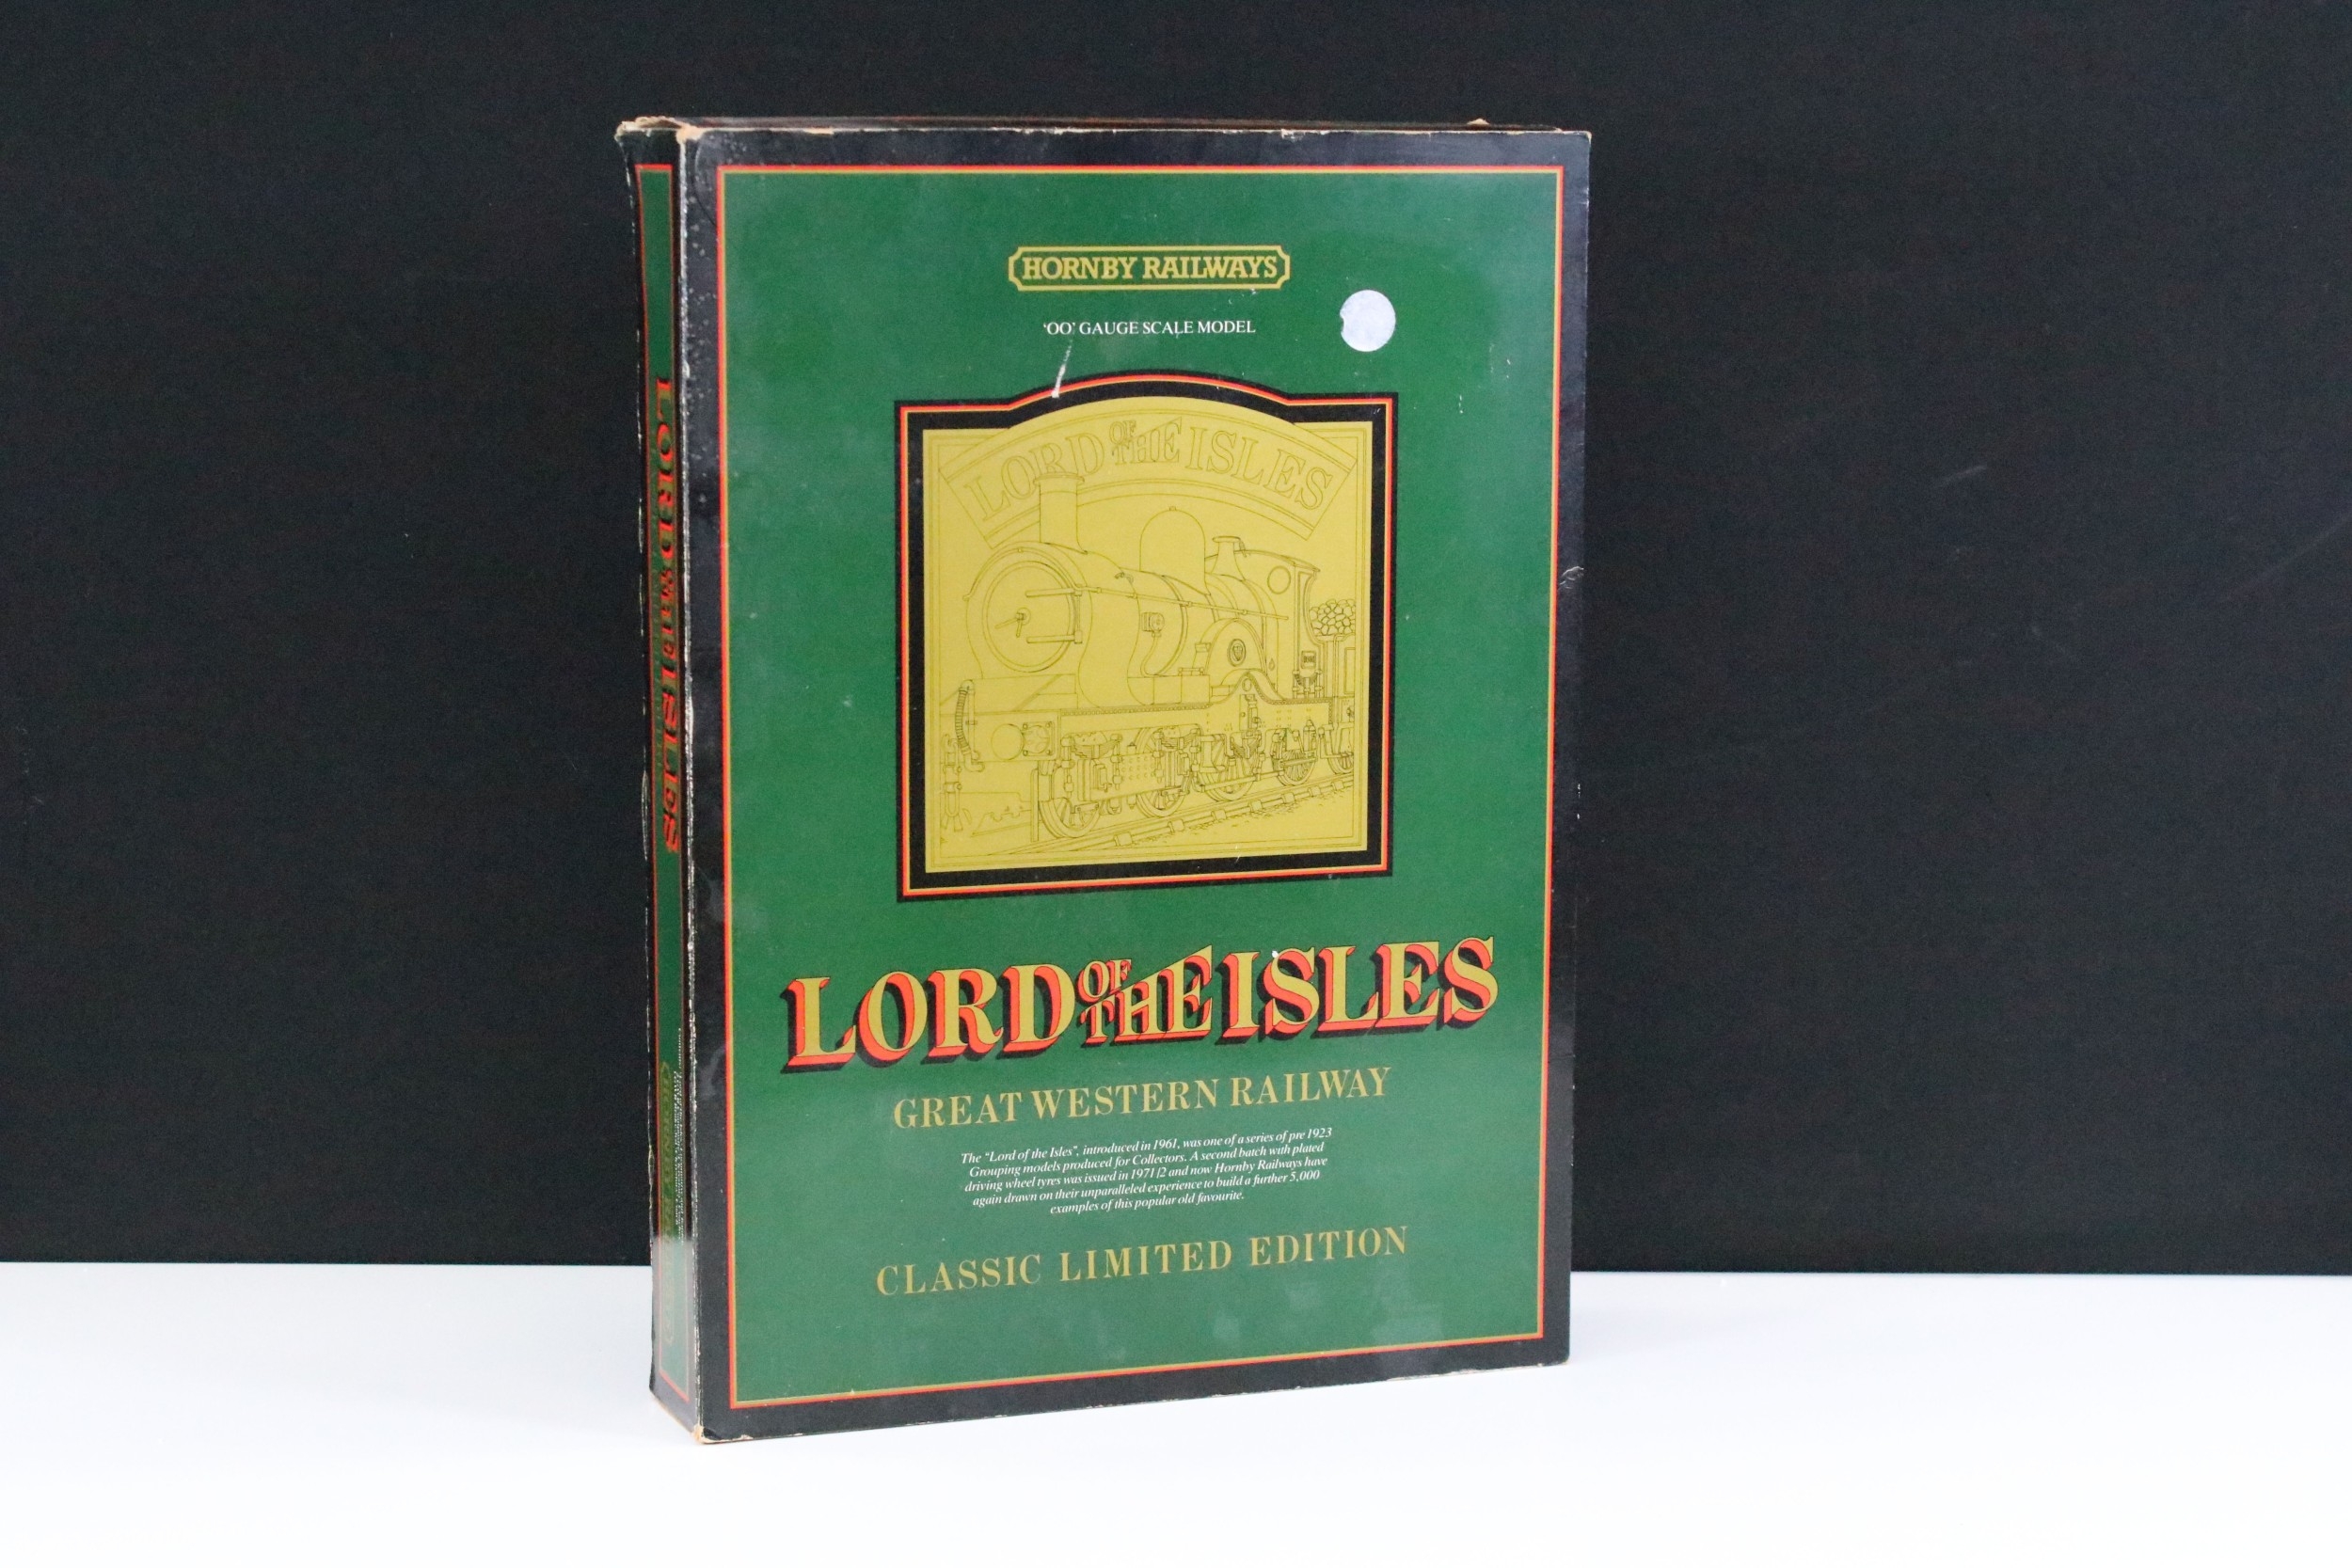 HORNBY RAILWAYS
'OO' GAUGE SCALE MODEL
LORD OF THE ISLES
LORD OF THE ISLES
GREAT WESTERN RAILWAY
The "Lord of the Isles", introduced in 1961, was one of a series of pre 1923
Grouping models produced for Collectors. A second batch with plated
driving wheel tyres was issued in 1971/2 and now Hornby Railways have
again drawn on their unparalleled experience to build a further 5,000
examples of this popular old favourite.
CLASSIC LIMITED EDITION
LORD OF THE ISLES